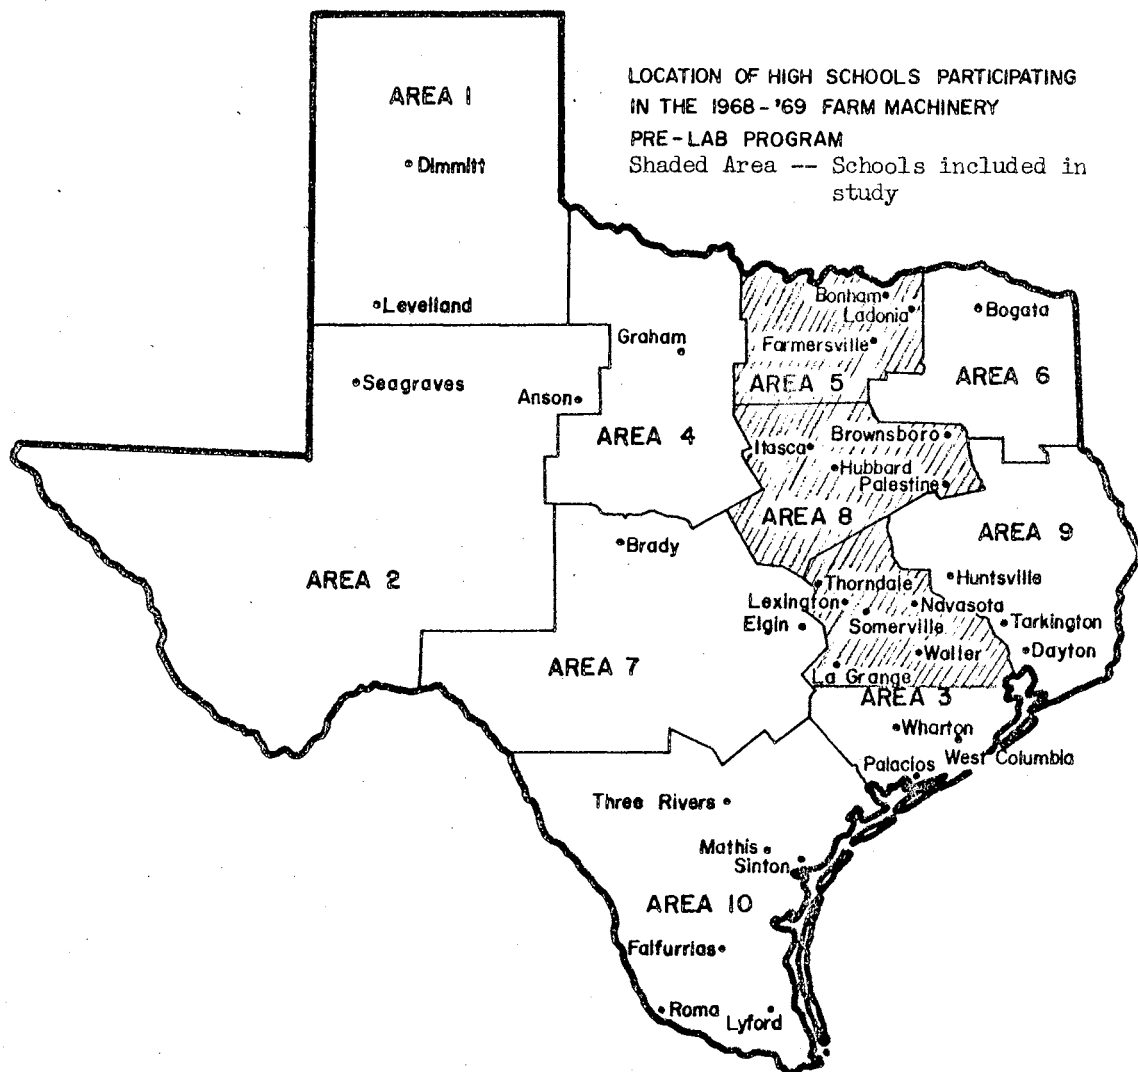 LOCATION OF HIGH SCHOOLS PARTICIPATING
IN THE 1968-'69 FARM MACHINERY
PRE-LAB PROGRAM
Shaded Area -- Schools included in
study
AREA 1
Dimmitt
Levelland
Graham
Seagraves
Anson
AREA 4
Bonham
Ladonia
Farmersville
AREA 5
Bogata
AREA 6
Brownsboro
Itasca
Hubbard
Palestine
AREA 8
AREA 9
Brady
AREA 2
Thorndale
Huntsville
Lexington
Navasota
Elgin
Somerville
Tarkington
Waller
Dayton
AREA 7
La Grange
AREA 3
Wharton
West Columbia
Palacios
Three Rivers
Mathis
Sinton
AREA 10
Falfurrias
Roma
Lyford